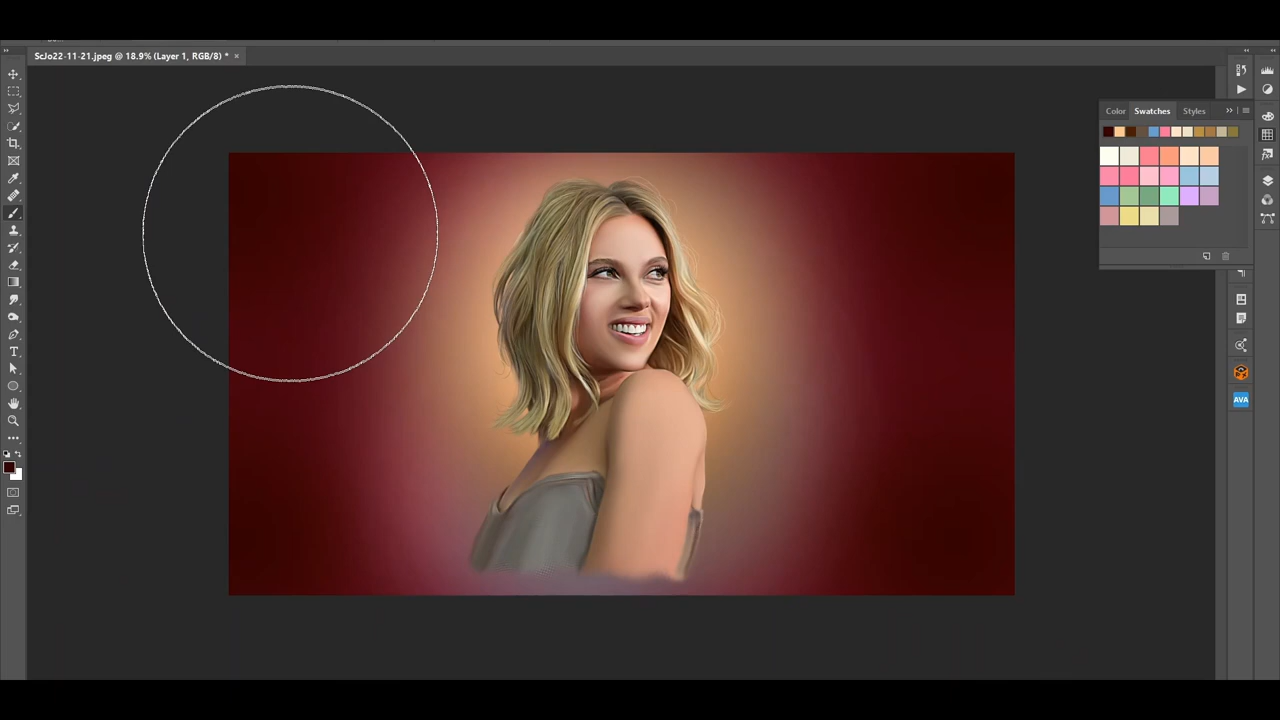 ScJo22-11-21.jpeg @ 18.9% (Layer 1, RGB/8) * ×
Color Swatches Styles
AVA